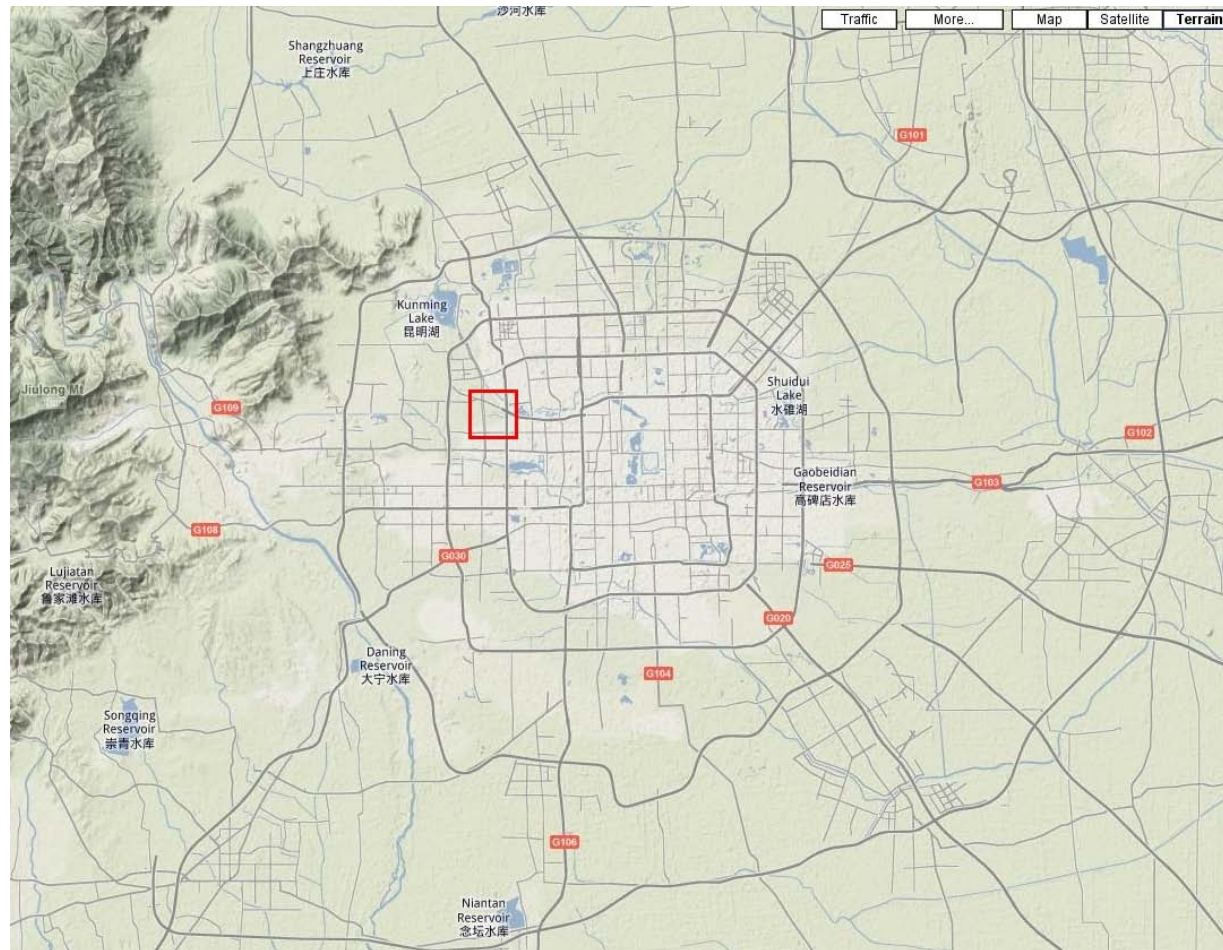 沙河水库
Traffic
More...
Map
Satellite
Terrain
Shangzhuang
Reservoir
上庄水库
G101
Kunming
Lake
昆明湖
Jiulong Mt
Shuidui
Lake
水碓湖
G109
G102
Gaobeidian
Reservoir
高碑店水库
G103
G108
G030
G025
Lujiatan
Reservoir
鲁家滩水库
G020
Daning
Reservoir
大宁水库
G104
Songqing
Reservoir
崇青水库
G106
Niantan
Reservoir
念坛水库